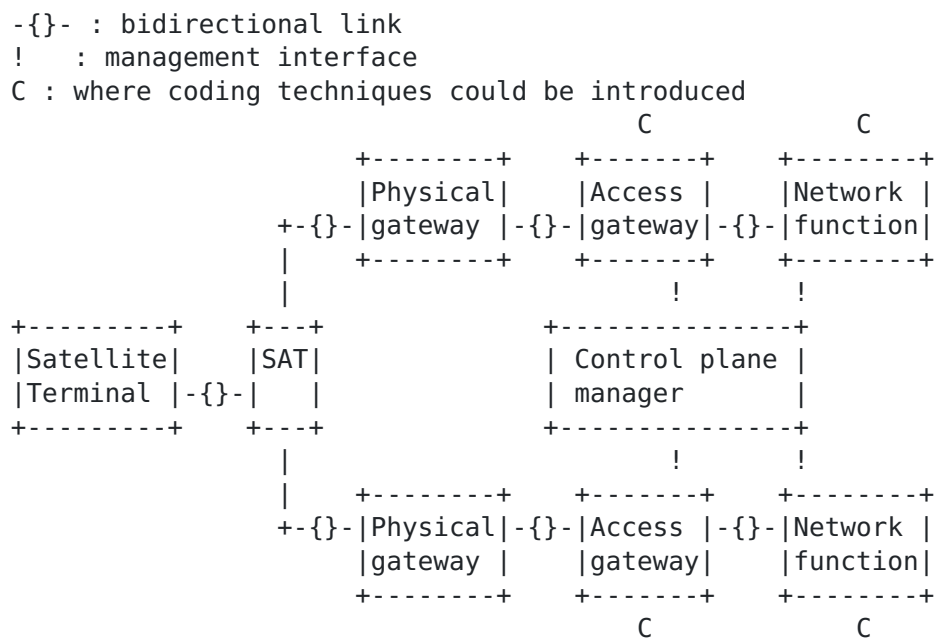 -{}- : bidirectional link
!   : management interface
C : where coding techniques could be introduced
                                                  C                C
                            +--------+     +-------+     +--------+
                            |Physical|     |Access |     |Network |
                      +-{}-|gateway |-{}-|gateway|-{}-|function|
                      |     +--------+     +-------+     +--------+
                      |                              !         !
+---------+     +---+                  +---------------+
|Satellite|     |SAT|                  | Control plane |
|Terminal |-{}-|   |                  | manager       |
+---------+     +---+                  +---------------+
                      |                              !         !
                      |     +--------+     +-------+     +--------+
                      +-{}-|Physical|-{}-|Access |-{}-|Network |
                            |gateway |     |gateway|     |function|
                            +--------+     +-------+     +--------+
                                                  C                C